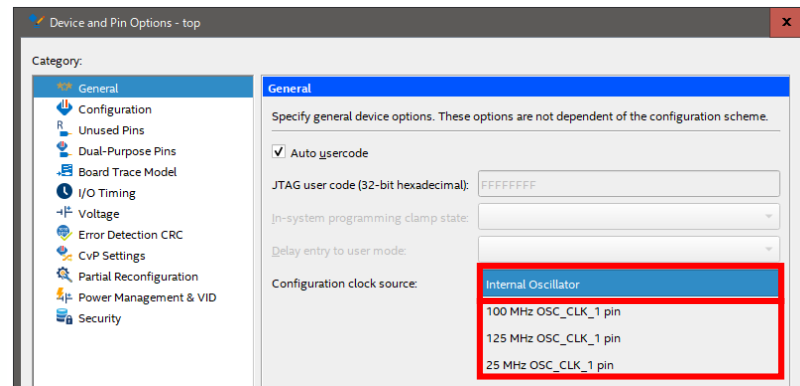 Device and Pin Options - top
x
Category:
General
Configuration
R
Unused Pins
Dual-Purpose Pins
Board Trace Model
I/O Timing
Voltage
Error Detection CRC
CvP Settings
Partial Reconfiguration
Power Management & VID
Security
General
Specify general device options. These options are not dependent of the configuration scheme.
Auto usercode
JTAG user code (32-bit hexadecimal): FFFFFFFF
In-system programming clamp state:
Delay entry to user mode:
Configuration clock source: Internal Oscillator
100 MHz OSC_CLK_1 pin
125 MHz OSC_CLK_1 pin
25 MHz OSC_CLK_1 pin